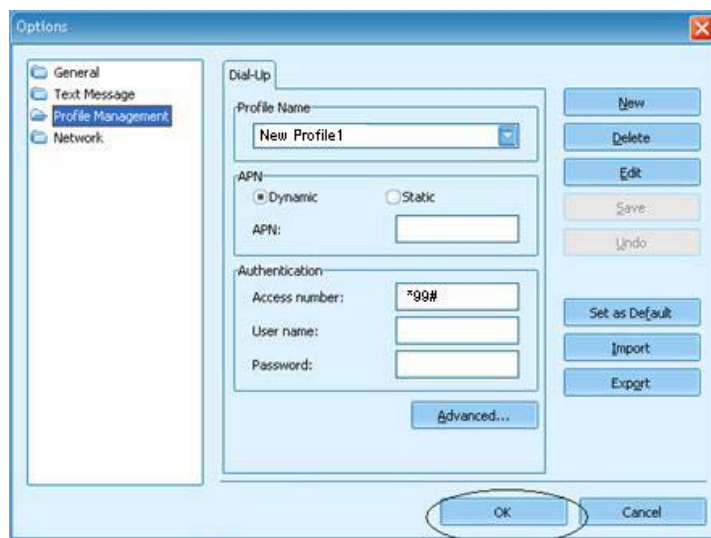 Options
General
Text Message
Profile Management
Network
Dial-Up
Profile Name
New Profile1
APN
Dynamic
Static
APN:
Authentication
Access number:
*99#
User name:
Password:
Advanced...
New
Delete
Edit
Save
Undo
Set as Default
Import
Export
OK
Cancel